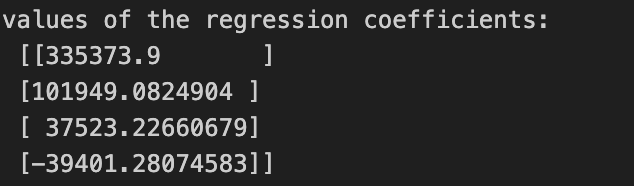 values of the regression coefficients:
[[335373.9       ]
[101949.0824904 ]
[ 37523.22660679]
[-39401.28074583]]